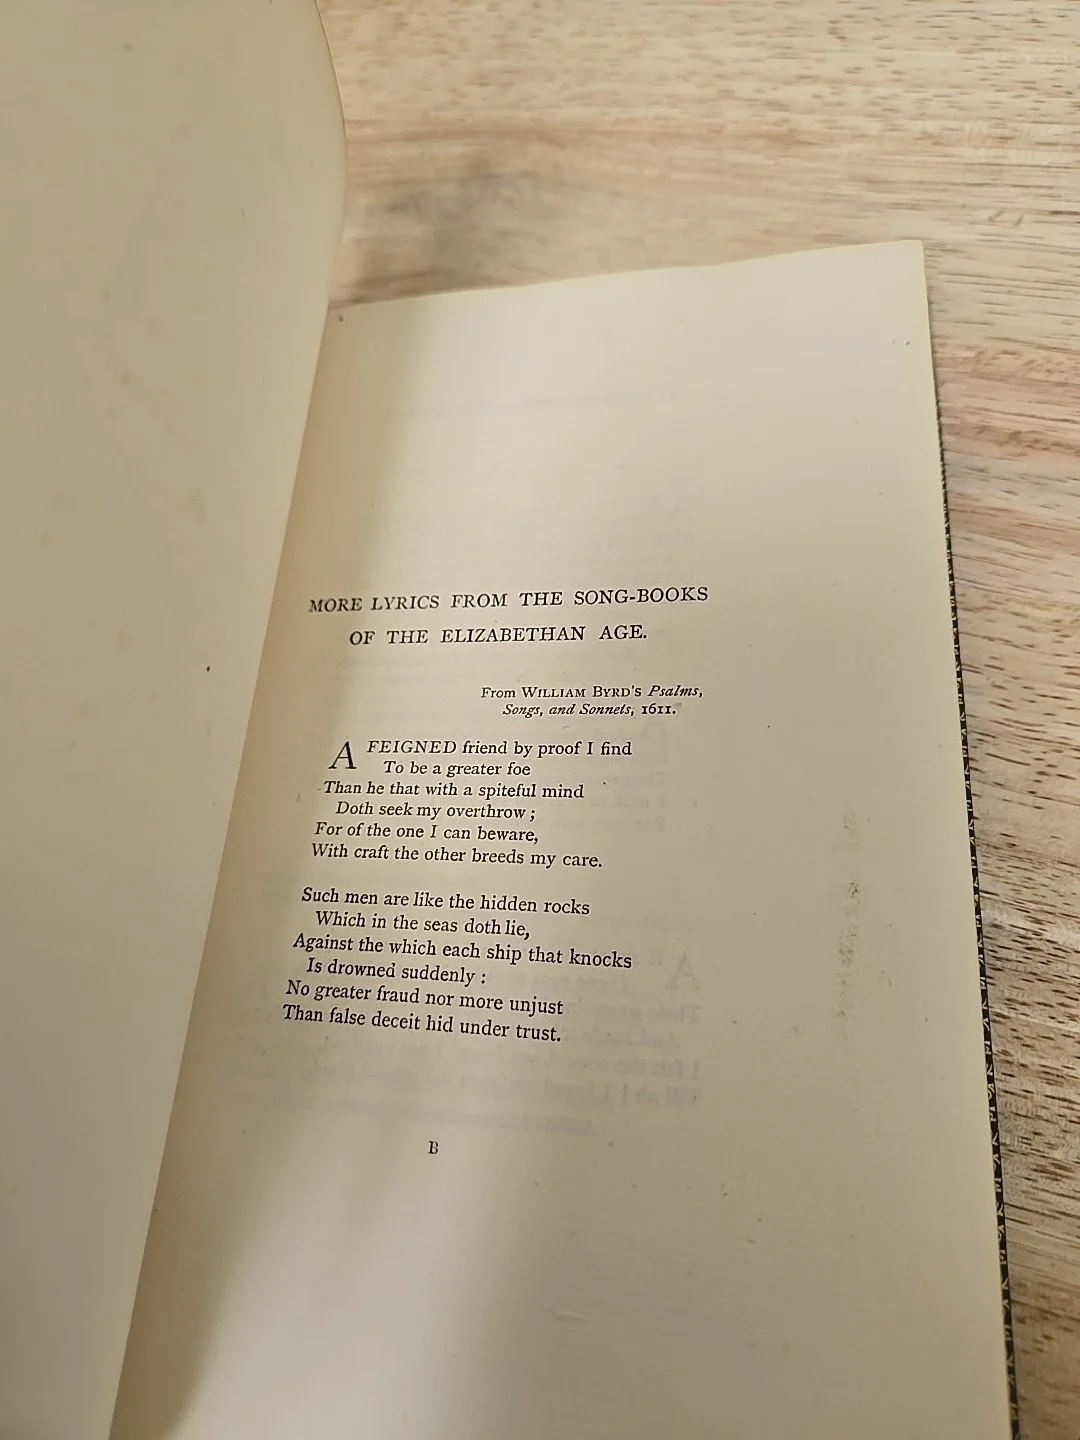 MORE LYRICS FROM THE SONG-BOOKS
OF THE ELIZABETHAN AGE.
From WILLIAM BYRD'S Psalms,
Songs, and Sonnets, 1611.
A FEIGNED friend by proof I find
To be a greater foe
Than he that with a spiteful mind
Doth seek my overthrow;
For of the one I can beware,
With craft the other breeds my care.
Such men are like the hidden rocks
Which in the seas doth lie,
Against the which each ship that knocks
Is drowned suddenly:
No greater fraud nor more unjust
Than false deceit hid under trust.
B